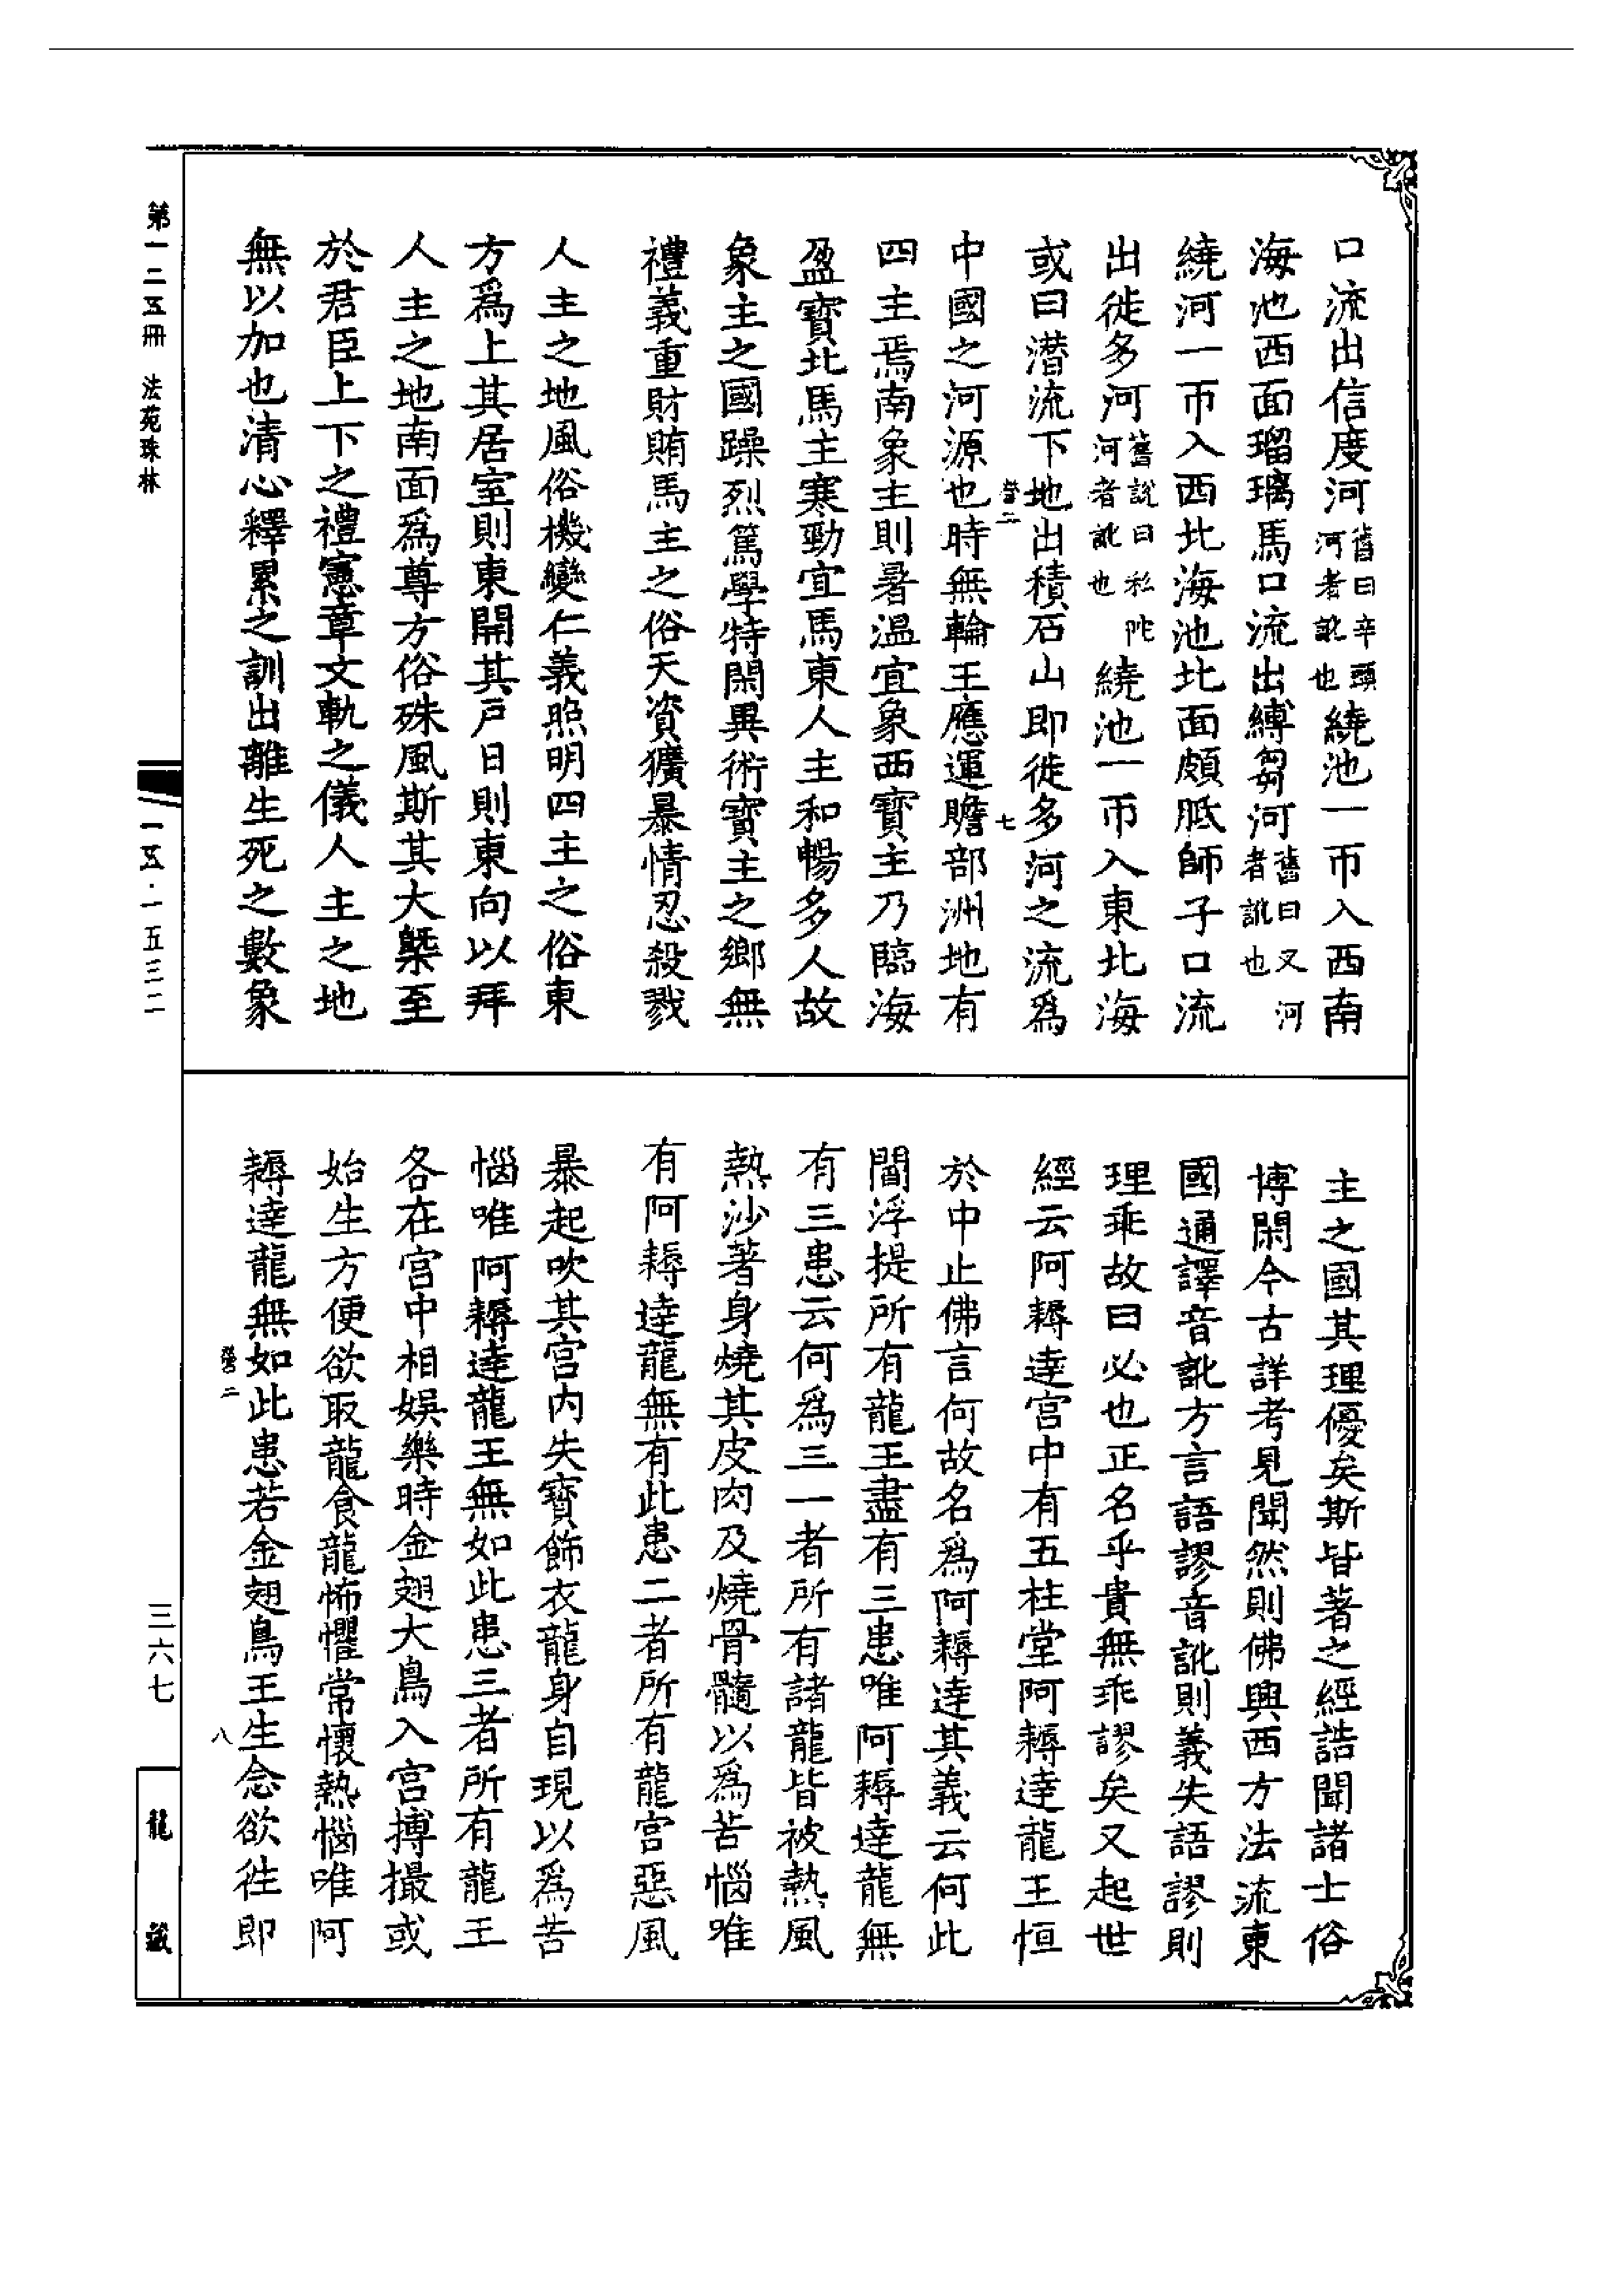 口流出信度河舊曰辛頭河者訛也繞池一帀入西南
海池西面瑠璃馬口流出縛芻河舊曰叉河者訛也
繞河一帀入西北海池北面頗胝師子口流
出徙多河舊說曰私陀河者訛也繞池一帀入東北海
或曰潛流下地出積石山即徙多河之流爲
營二
七
中國之河源也時無輪王應運贍部洲地有
四主焉南象主則暑溫宜象西寶主乃臨海
盈寶北馬主寒勁宜馬東人主和暢多人故
象主之國躁烈篤學特閑異術寶主之鄉無
禮義重財賄馬主之俗天資獷暴情忍殺戮
人主之地風俗機變仁義照明四主之俗東
方爲上其居室則東開其戶日則東向以拜
人主之地南面爲尊方俗殊風斯其大槩至
於君臣上下之禮憲章文軌之儀人主之地
無以加也清心釋累之訓出離生死之數象
主之國其理優矣斯皆著之經誥聞諸士俗
博閑今古詳考見聞然則佛興西方法流東
國通譯音訛方言語謬音訛則義失語謬則
理乖故曰必也正名乎貴無乖謬矣又起世
經云阿耨達宮中有五柱堂阿耨達龍王恒
於中止佛言何故名爲阿耨達其義云何此
閻浮提所有龍王盡有三患唯阿耨達龍無
有三患云何爲三一者所有諸龍皆被熱風
熱沙著身燒其皮肉及燒骨髓以爲苦惱唯
有阿耨達龍無有此患二者所有龍宮惡風
暴起吹其宮內失寶飾衣龍身自現以爲苦
惱唯阿耨達龍王無如此患三者所有龍王
各在宮中相娛樂時金翅大鳥入宮搏撮或
始生方便欲取龍食龍怖懼常懷熱惱唯阿
耨達龍無如此患若金翅鳥王生念欲徃即
營二
八
第一二五冊 法苑珠林
一五·一五三二
三六七
龍藏